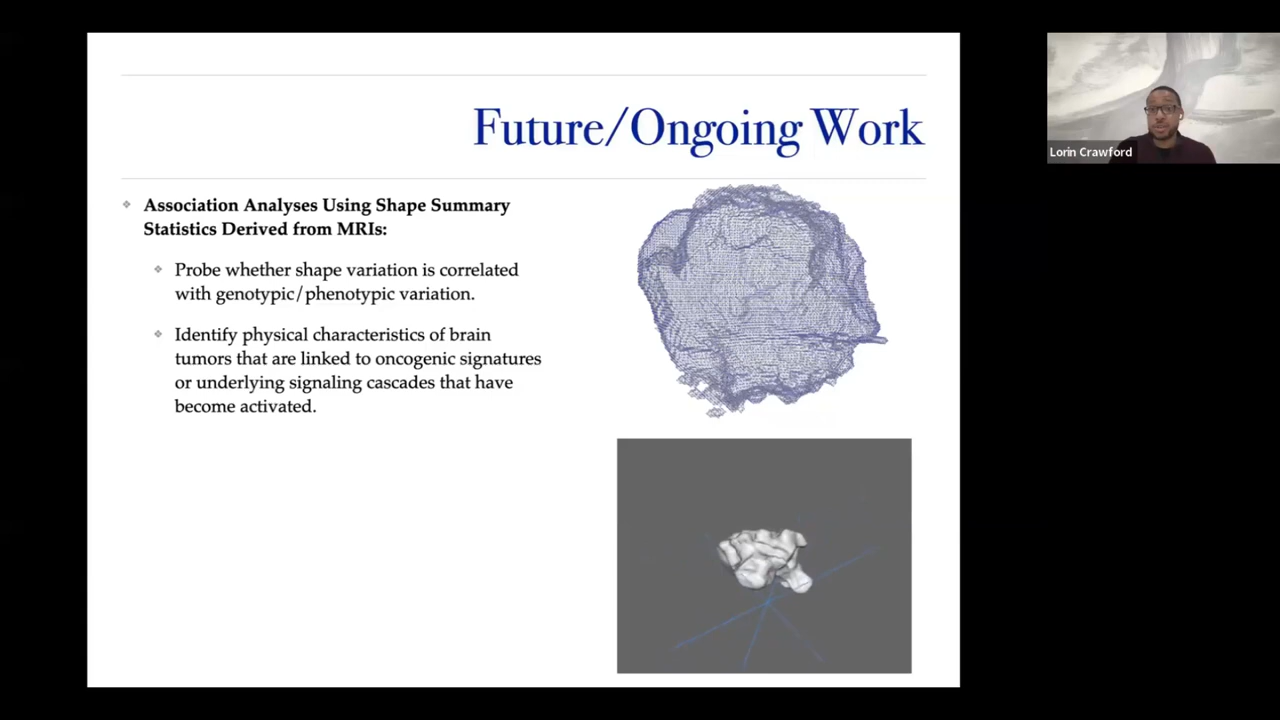 Future/Ongoing Work
Association Analyses Using Shape Summary
Statistics Derived from MRIs:
Probe whether shape variation is correlated
with genotypic/phenotypic variation.
Identify physical characteristics of brain
tumors that are linked to oncogenic signatures
or underlying signaling cascades that have
become activated.
Lorin Crawford